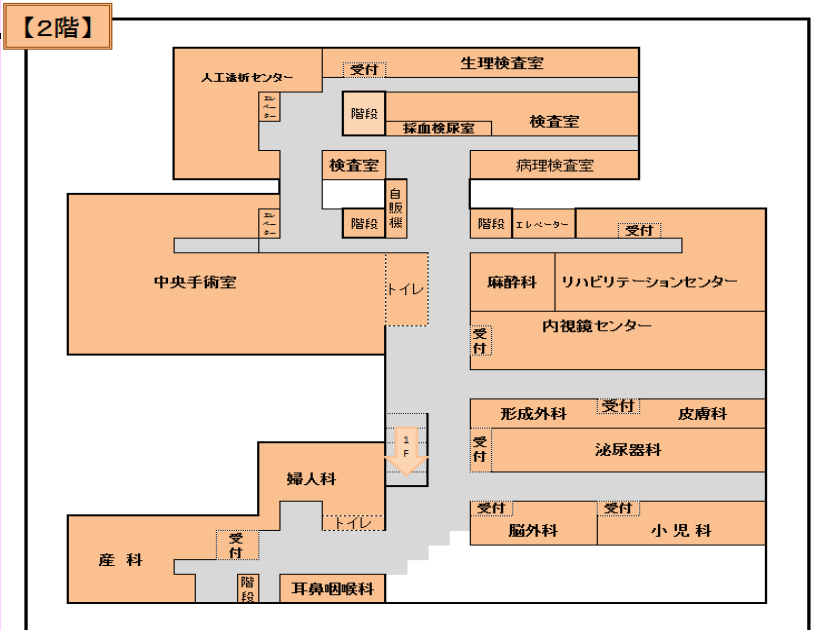 【２階】
受付
生理検査室
人工透析センター
エレベーター
階段
採血検尿室
検査室
検査室
病理検査室
自販機
エレベーター
階段
階段
エレベーター
受付
中央手術室
トイレ
麻酔科
リハビリテーションセンター
受付
内視鏡センター
形成外科
受付
皮膚科
1F
受付
泌尿器科
婦人科
トイレ
受付
受付
脳外科
小児科
受付
産科
階段
耳鼻咽喉科